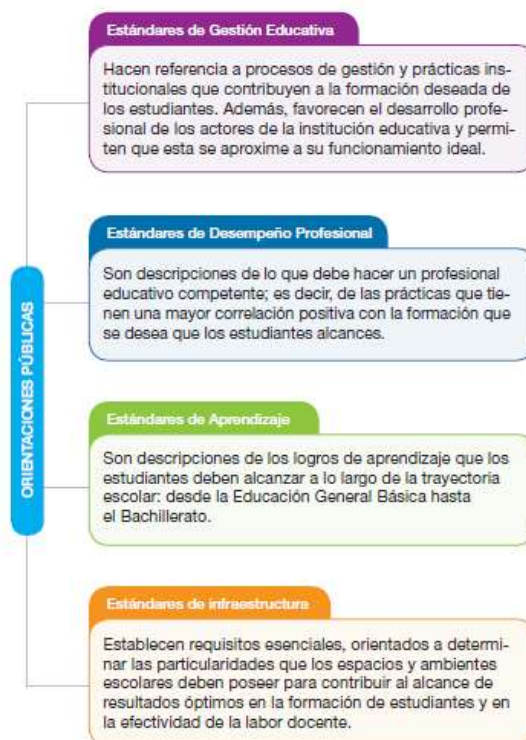 ORIENTACIONES PÚBLICAS
Estándares de Gestión Educativa
Hacen referencia a procesos de gestión y prácticas ins-
titucionales que contribuyen a la formación deseada de
los estudiantes. Además, favorecen el desarrollo profe-
sional de los actores de la institución educativa y permi-
ten que esta se aproxime a su funcionamiento ideal.
Estándares de Desempeño Profesional
Son descripciones de lo que debe hacer un profesional
educativo competente; es decir, de las prácticas que tie-
nen una mayor correlación positiva con la formación que
se desea que los estudiantes alcances.
Estándares de Aprendizaje
Son descripciones de los logros de aprendizaje que los
estudiantes deben alcanzar a lo largo de la trayectoria
escolar: desde la Educación General Básica hasta
el Bachillerato.
Estándares de infraestructura
Establecen requisitos esenciales, orientados a determi-
nar las particularidades que los espacios y ambientes
escolares deben poseer para contribuir al alcance de
resultados óptimos en la formación de estudiantes y en
la efectividad de la labor docente.